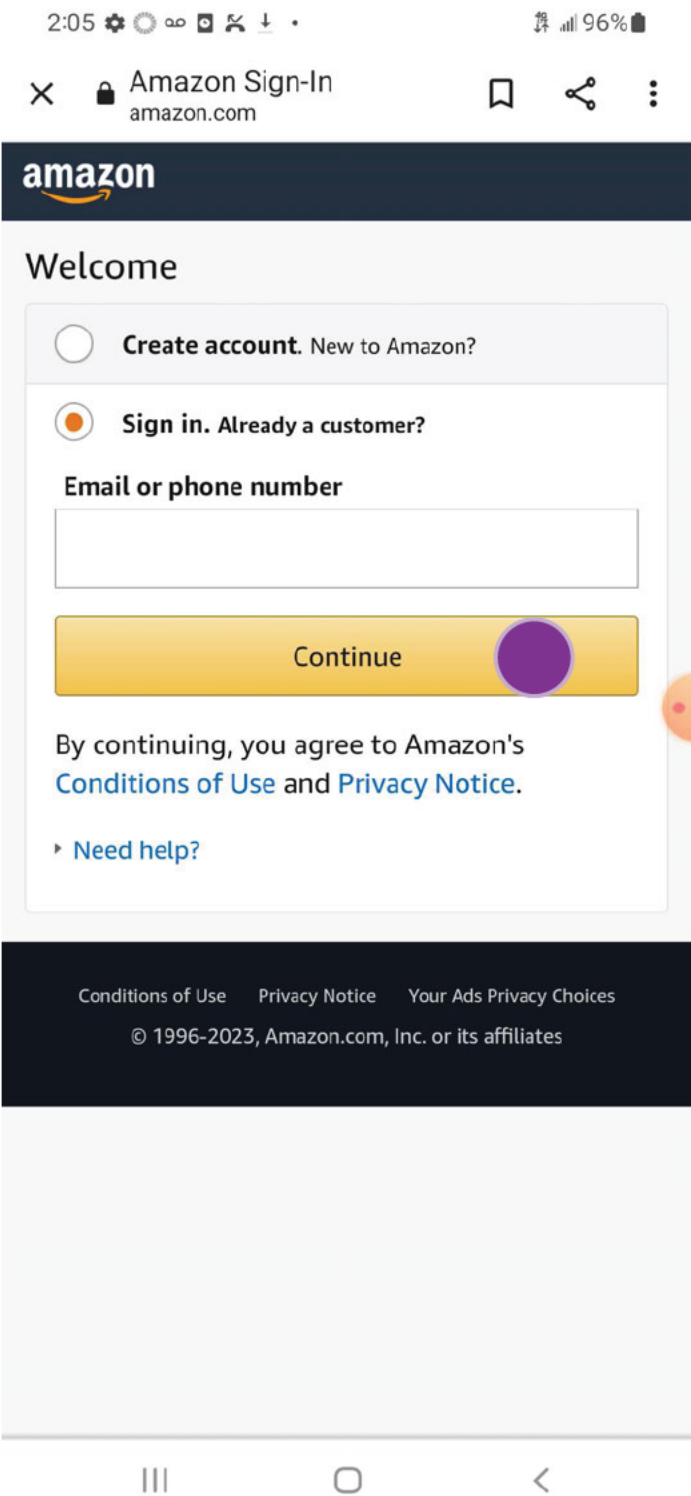 2:05 96%
Amazon Sign-In
amazon.com
amazon
Welcome
Create account. New to Amazon?
Sign in. Already a customer?
Email or phone number
Continue
By continuing, you agree to Amazon's
Conditions of Use and Privacy Notice.
Need help?
Conditions of Use Privacy Notice Your Ads Privacy Choices
© 1996-2023, Amazon.com, Inc. or its affiliates